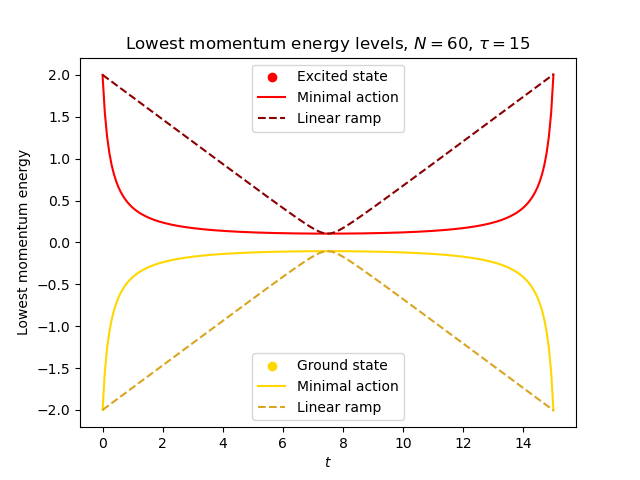 Lowest momentum energy levels, N = 60, τ = 15
Lowest momentum energy
2.0
1.5
1.0
0.5
0.0
−0.5
−1.0
−1.5
−2.0
Excited state
Minimal action
Linear ramp
Ground state
Minimal action
Linear ramp
0 2 4 6 8 10 12 14
t